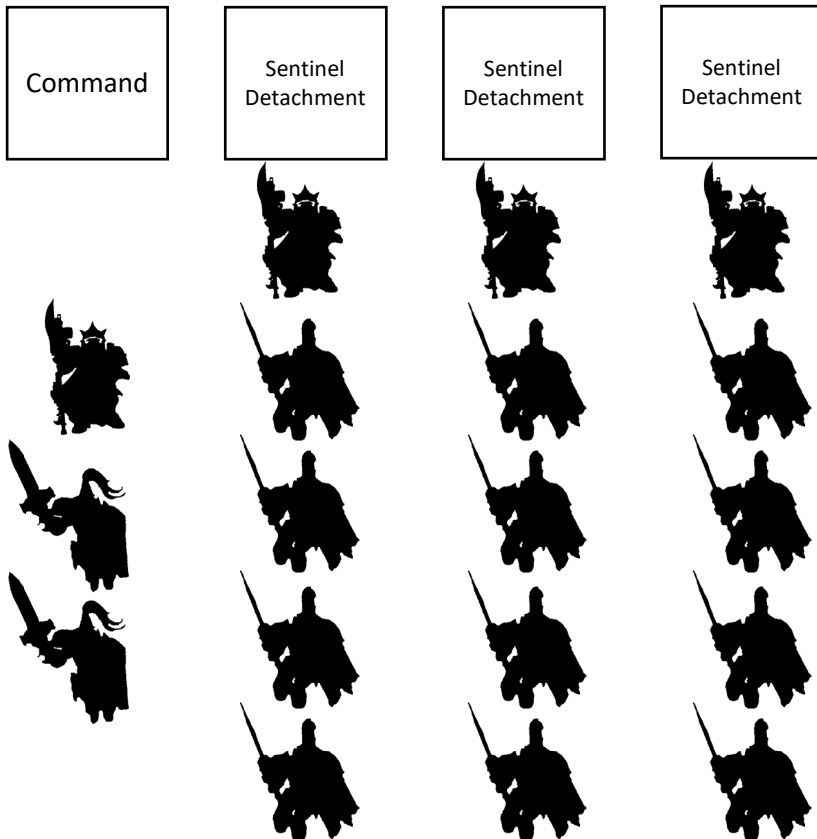 Command
Sentinel
Detachment
Sentinel
Detachment
Sentinel
Detachment